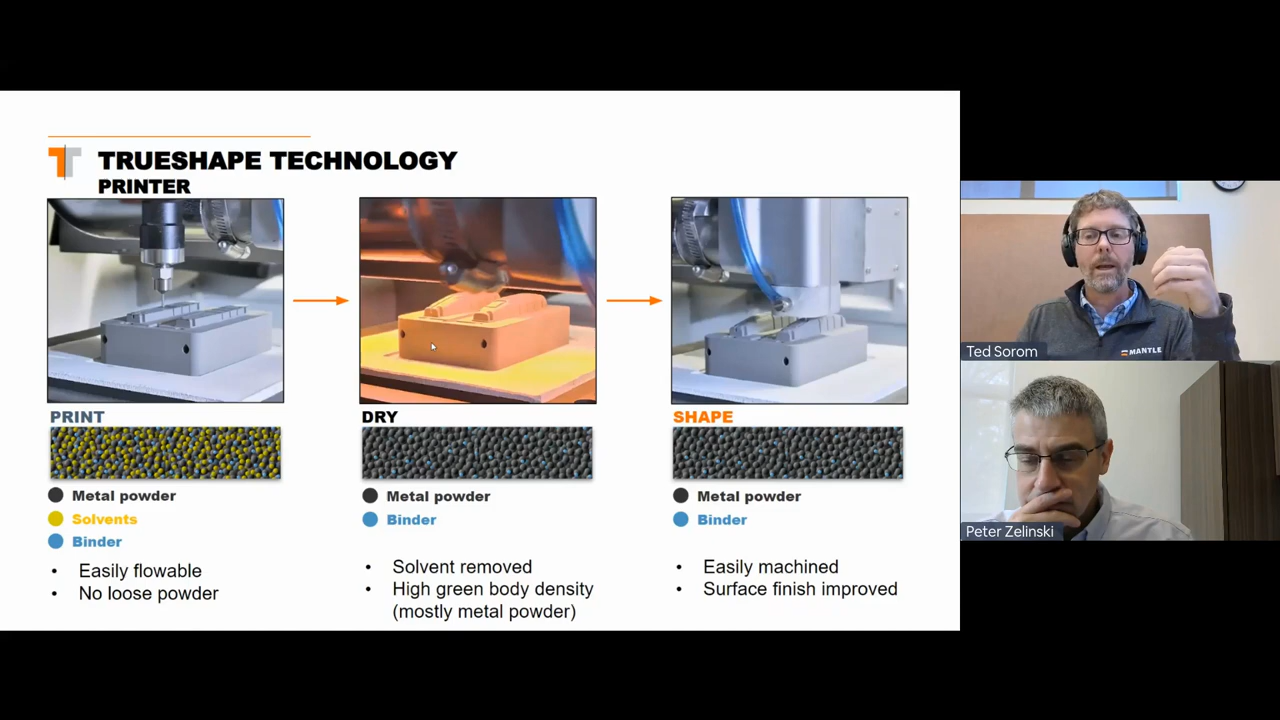 TRUESHAPE TECHNOLOGY
PRINTER
PRINT
Metal powder
Solvents
Binder
• Easily flowable
• No loose powder
DRY
Metal powder
Binder
• Solvent removed
• High green body density
(mostly metal powder)
SHAPE
Metal powder
Binder
• Easily machined
• Surface finish improved
MANTLE
Ted Sorom
Peter Zelinski